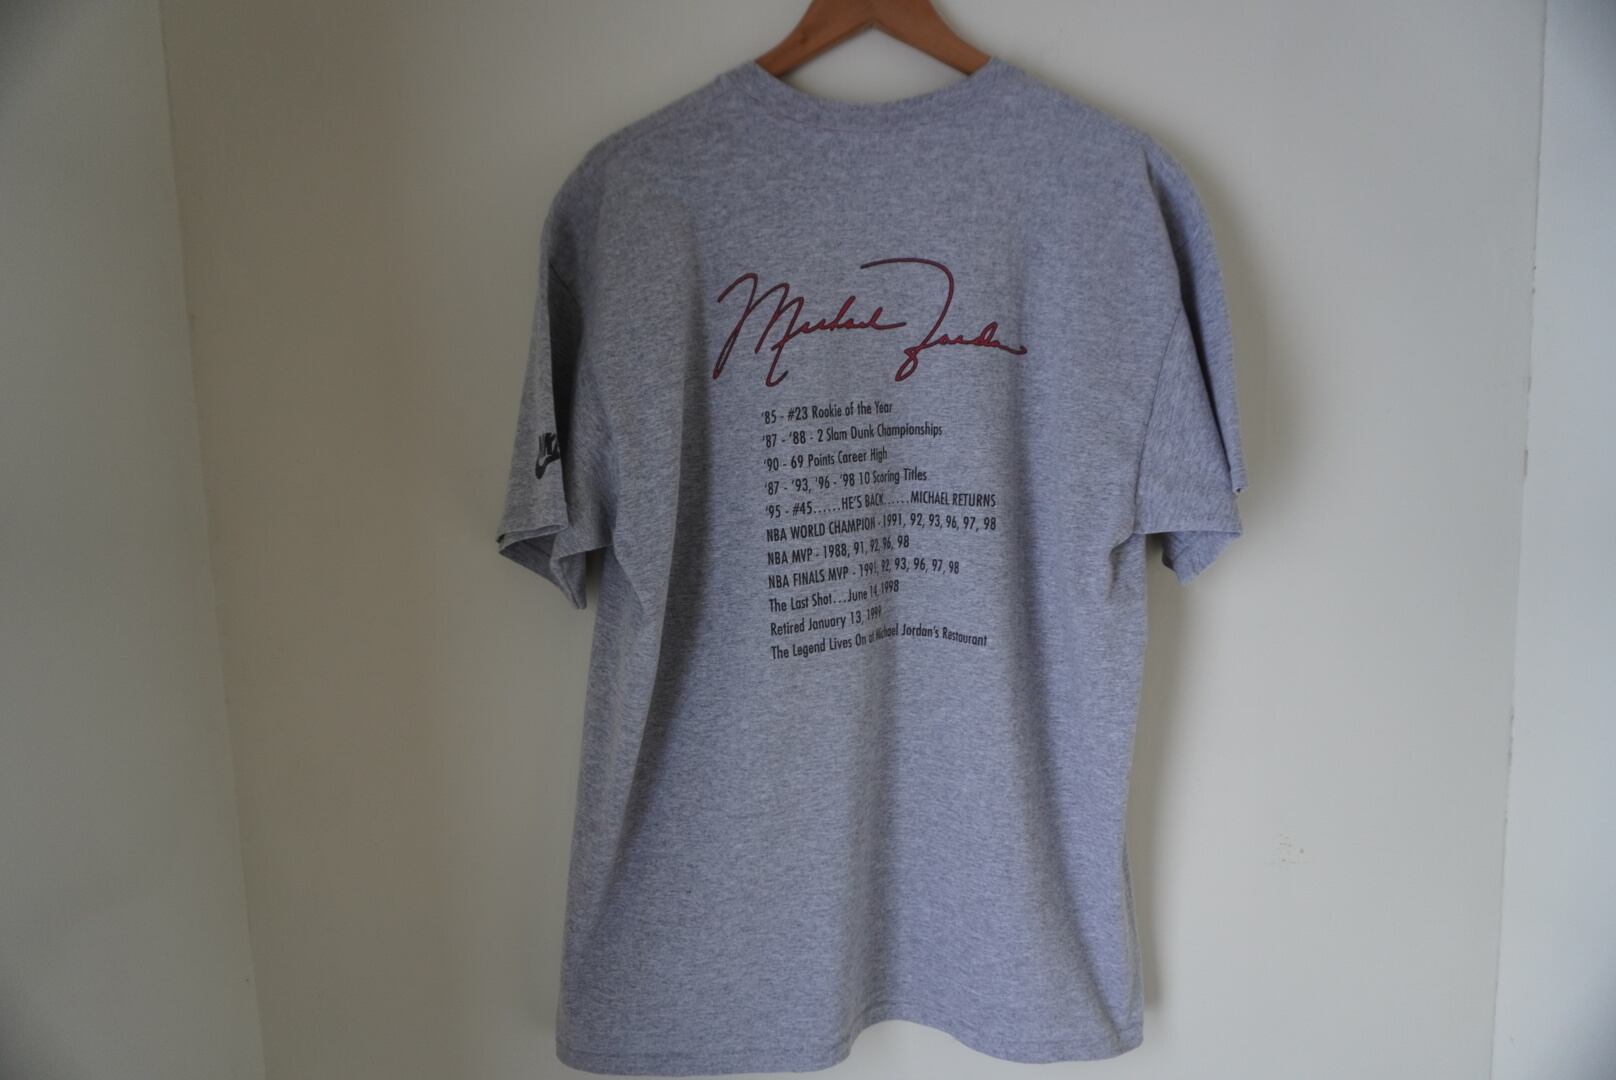 Michael Jordan
'85 - #23 Rookie of the Year
'87 - '88 - 2 Slam Dunk Championships
'90 - 69 Points Career High
'87 - '93, '96 - '98 10 Scoring Titles
'95 - #45......HE'S BACK......MICHAEL RETURNS
NBA WORLD CHAMPION - 1991, 92, 93, 96, 97, 98
NBA MVP - 1988, 91, 92, 96, 98
NBA FINALS MVP - 1991, 92, 93, 96, 97, 98
The Last Shot...June 14, 1998
Retired January 13, 1999
The Legend Lives On at Michael Jordan's Restaurant